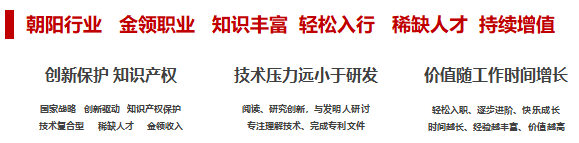 朝阳行业 金领职业 知识丰富 轻松入行 稀缺人才 持续增值
创新保护 知识产权
国家战略 创新驱动 知识产权保护
技术复合型 稀缺人才 金领收入
技术压力远小于研发
阅读、研究创新，与发明人研讨
专注理解技术、完成专利文件
价值随工作时间增长
轻松入职、逐步进阶、快乐成长
时间越长、经验越丰富、价值越高